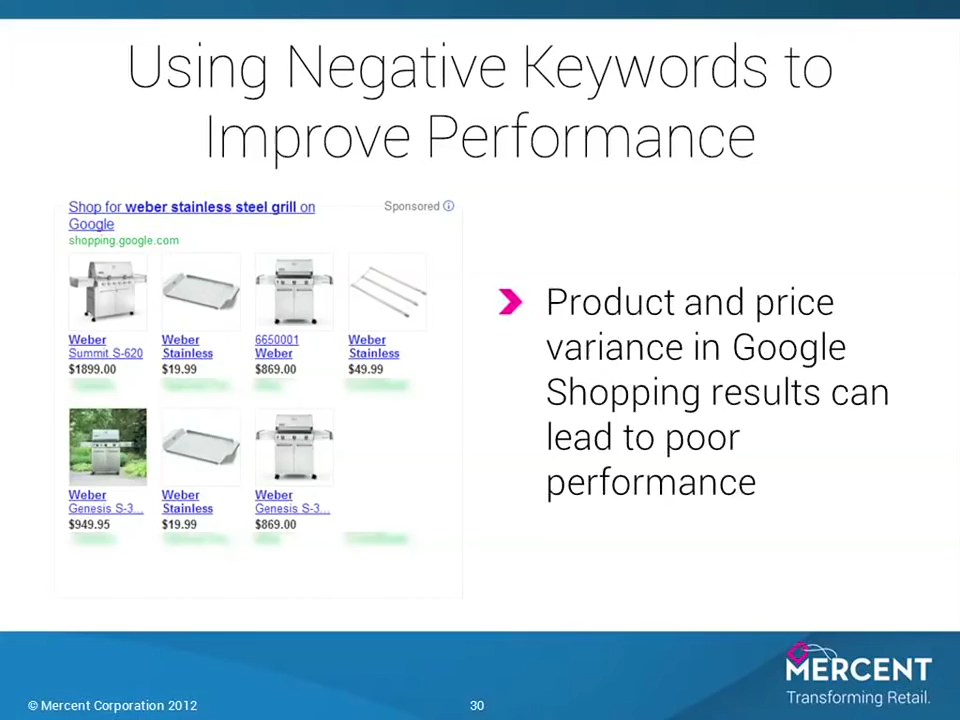 Using Negative Keywords to
Improve Performance
Shop for weber stainless steel grill on
Google
Sponsored
shopping.google.com
Weber
Summit S-620
$1899.00
Weber
Stainless
$19.99
6650001
Weber
$869.00
Weber
Stainless
$49.99
Weber
Genesis S-3...
$949.95
Weber
Stainless
$19.99
Weber
Genesis S-3...
$869.00
Product and price
variance in Google
Shopping results can
lead to poor
performance
MERCENT
Transforming Retail.
© Mercent Corporation 2012
30